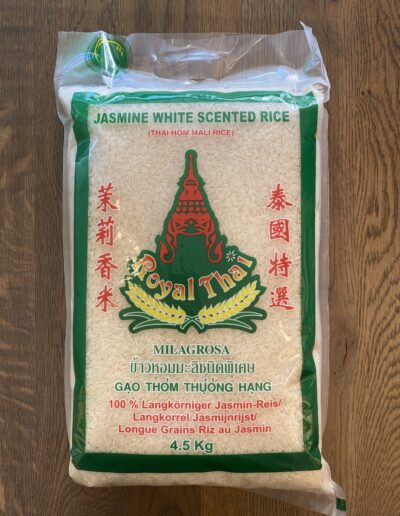 JASMINE WHITE SCENTED RICE
(THAI HOM MALI RICE)
茉莉香米
泰國特選
Royal Thai
MILAGROSA
ข้าวหอมมะลิชนิดพิเศษ
GẠO THƠM THƯỢNG HẠNG
100 % Langkörniger Jasmin-Reis/
Langkorrel Jasmijnrijst/
Longue Grains Riz au Jasmin
4.5 Kg